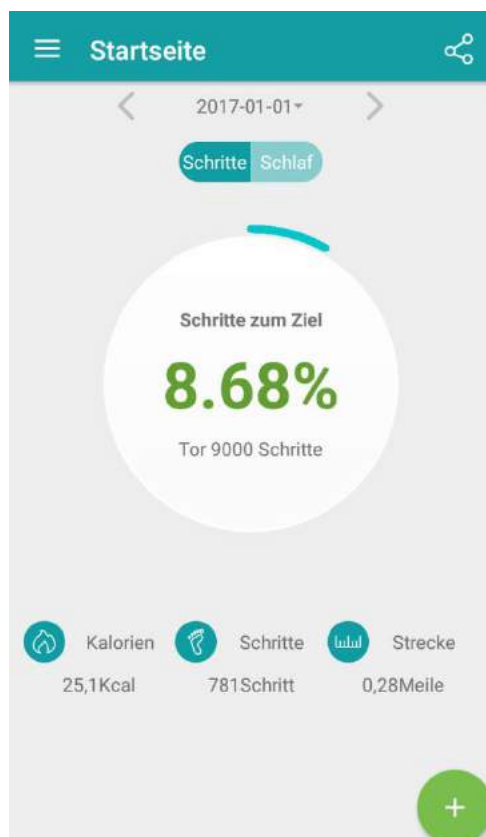 Startseite
2017-01-01
Schritte Schlaf
Schritte zum Ziel
8.68%
Tor 9000 Schritte
Kalorien Schritte Strecke
25,1Kcal 781Schritt 0,28Meile
+